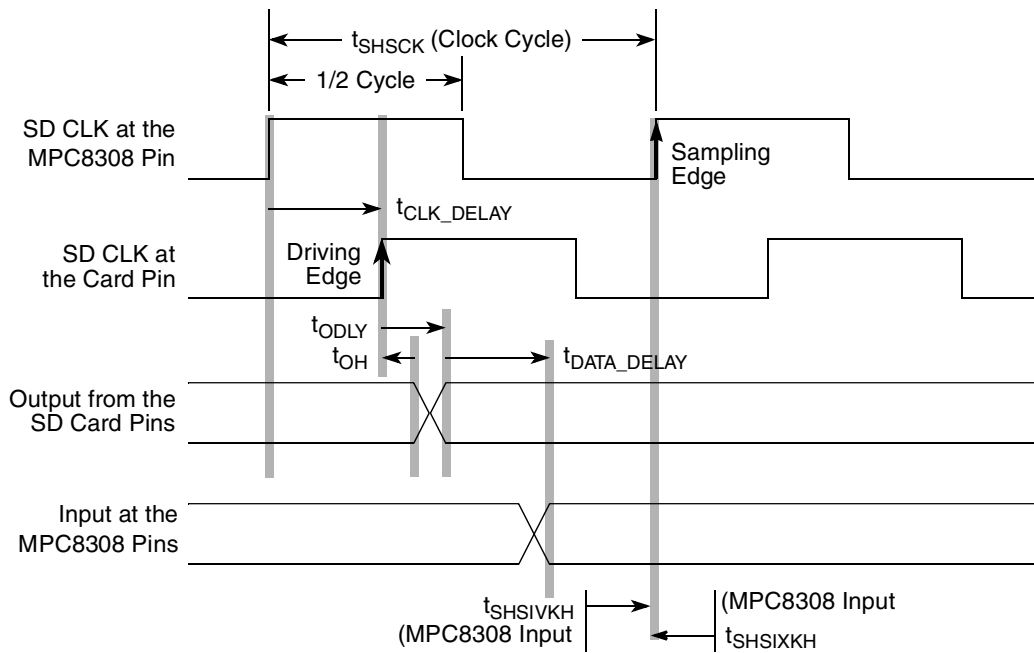 tSHSCK (Clock Cycle)
1/2 Cycle
SD CLK at the
MPC8308 Pin
Sampling
Edge
tCLK_DELAY
SD CLK at
the Card Pin
Driving
Edge
tODLY
tOH
tDATA_DELAY
Output from the
SD Card Pins
Input at the
MPC8308 Pins
tSHSIVKH
(MPC8308 Input
(MPC8308 Input
tSHSIXKH